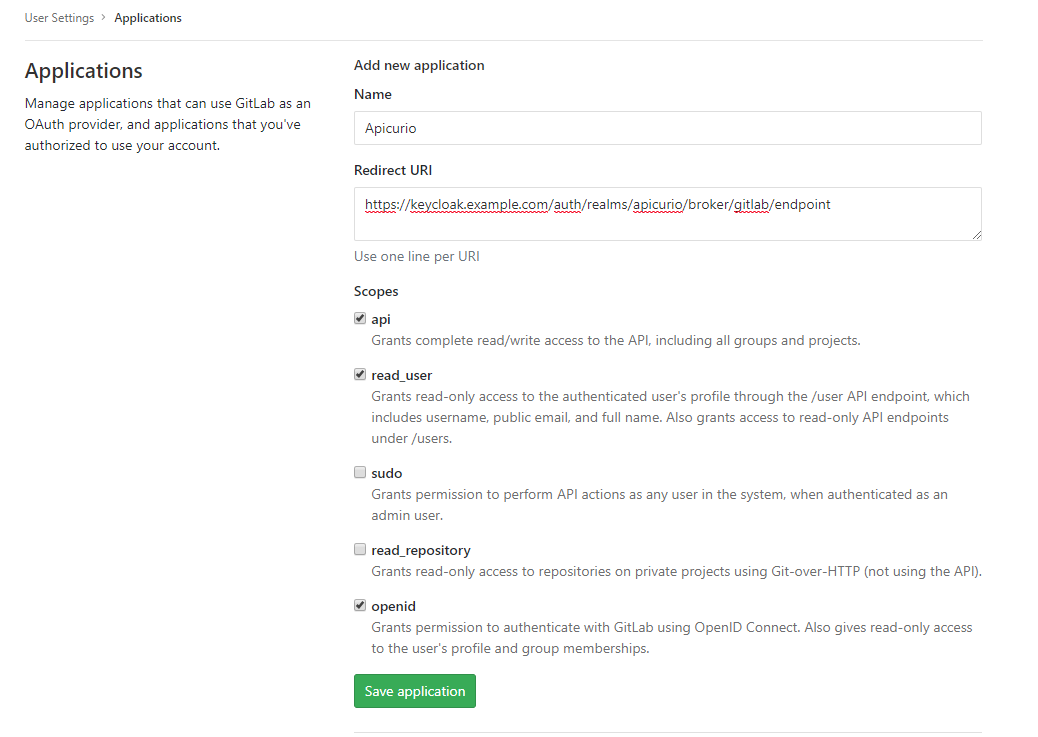 User Settings > Applications
Applications
Manage applications that can use GitLab as an
OAuth provider, and applications that you've
authorized to use your account.
Add new application
Name
Apicurio
Redirect URI
https://keycloak.example.com/auth/realms/apicurio/broker/gitlab/endpoint
Use one line per URI
Scopes
api
Grants complete read/write access to the API, including all groups and projects.
read_user
Grants read-only access to the authenticated user's profile through the /user API endpoint, which
includes username, public email, and full name. Also grants access to read-only API endpoints
under /users.
sudo
Grants permission to perform API actions as any user in the system, when authenticated as an
admin user.
read_repository
Grants read-only access to repositories on private projects using Git-over-HTTP (not using the API).
openid
Grants permission to authenticate with GitLab using OpenID Connect. Also gives read-only access
to the user's profile and group memberships.
Save application